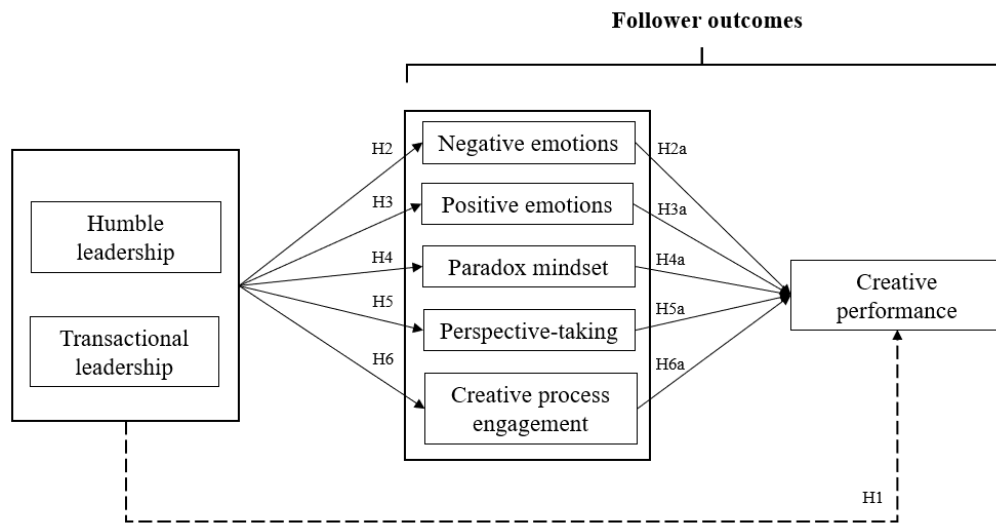 Follower outcomes
Humble
leadership
Transactional
leadership
H2
H3
H4
H5
H6
Negative emotions
Positive emotions
Paradox mindset
Perspective-taking
Creative process
engagement
H2a
H3a
H4a
H5a
H6a
Creative
performance
H1